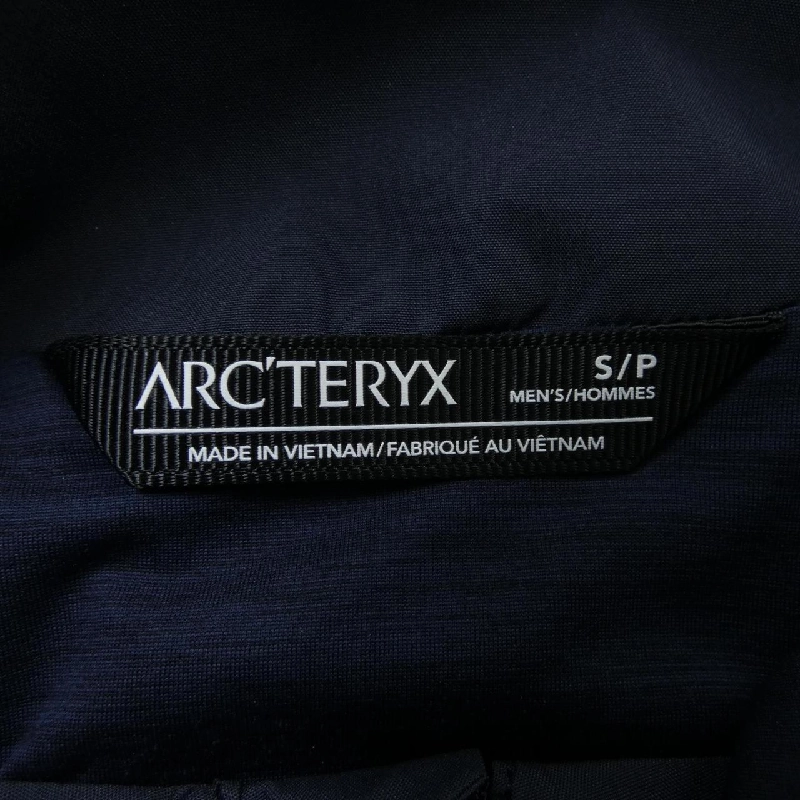 ARC'TERYX
S/P
MEN'S/HOMMES
MADE IN VIETNAM/FABRIQUÉ AU VIÊTNAM